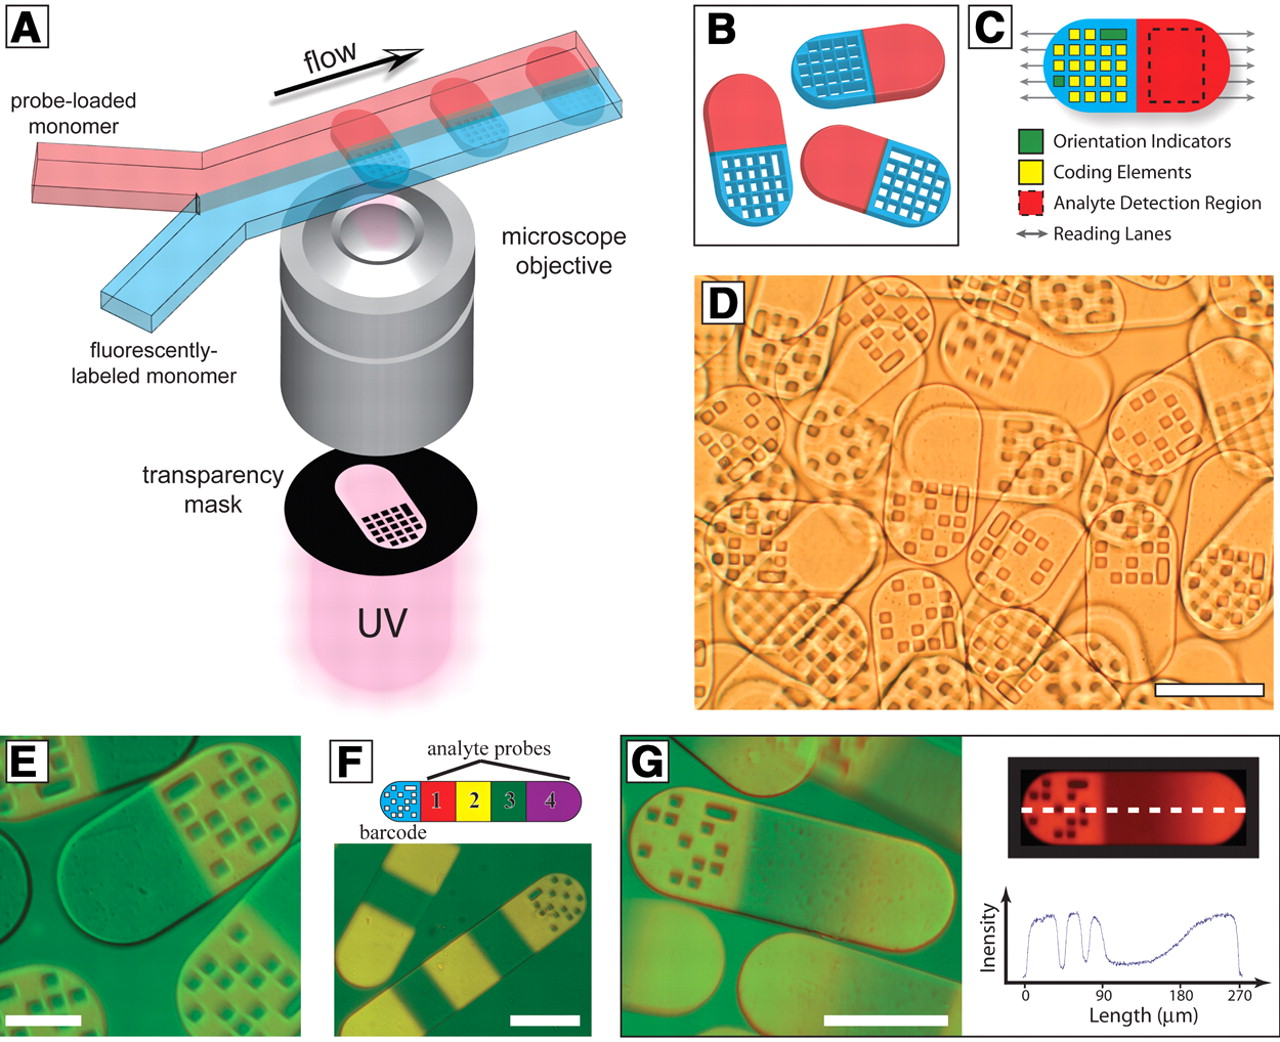 A
flow
probe-loaded
monomer
fluorescently-
labeled monomer
microscope
objective
transparency
mask
UV
B
C
Orientation Indicators
Coding Elements
Analyte Detection Region
Reading Lanes
D
E
F
analyte probes
1 2 3 4
barcode
G
Inensity
0 90 180 270
Length (μm)